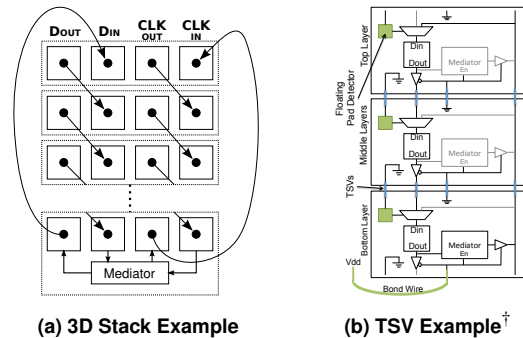 DOUT DIN CLK OUT CLK IN
Mediator
(a) 3D Stack Example
Top Layer
Din
Dout
Mediator
En
Floating
Pad Detector
Middle Layers
Din
Dout
Mediator
En
TSVs
Bottom Layer
Din
Dout
Mediator
En
Vdd
Bond Wire
(b) TSV Example†